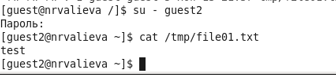 [guest@nrvalieva /]$ su - guest2
Пароль:
[guest2@nrvalieva ~]$ cat /tmp/file01.txt
test
[guest2@nrvalieva ~]$